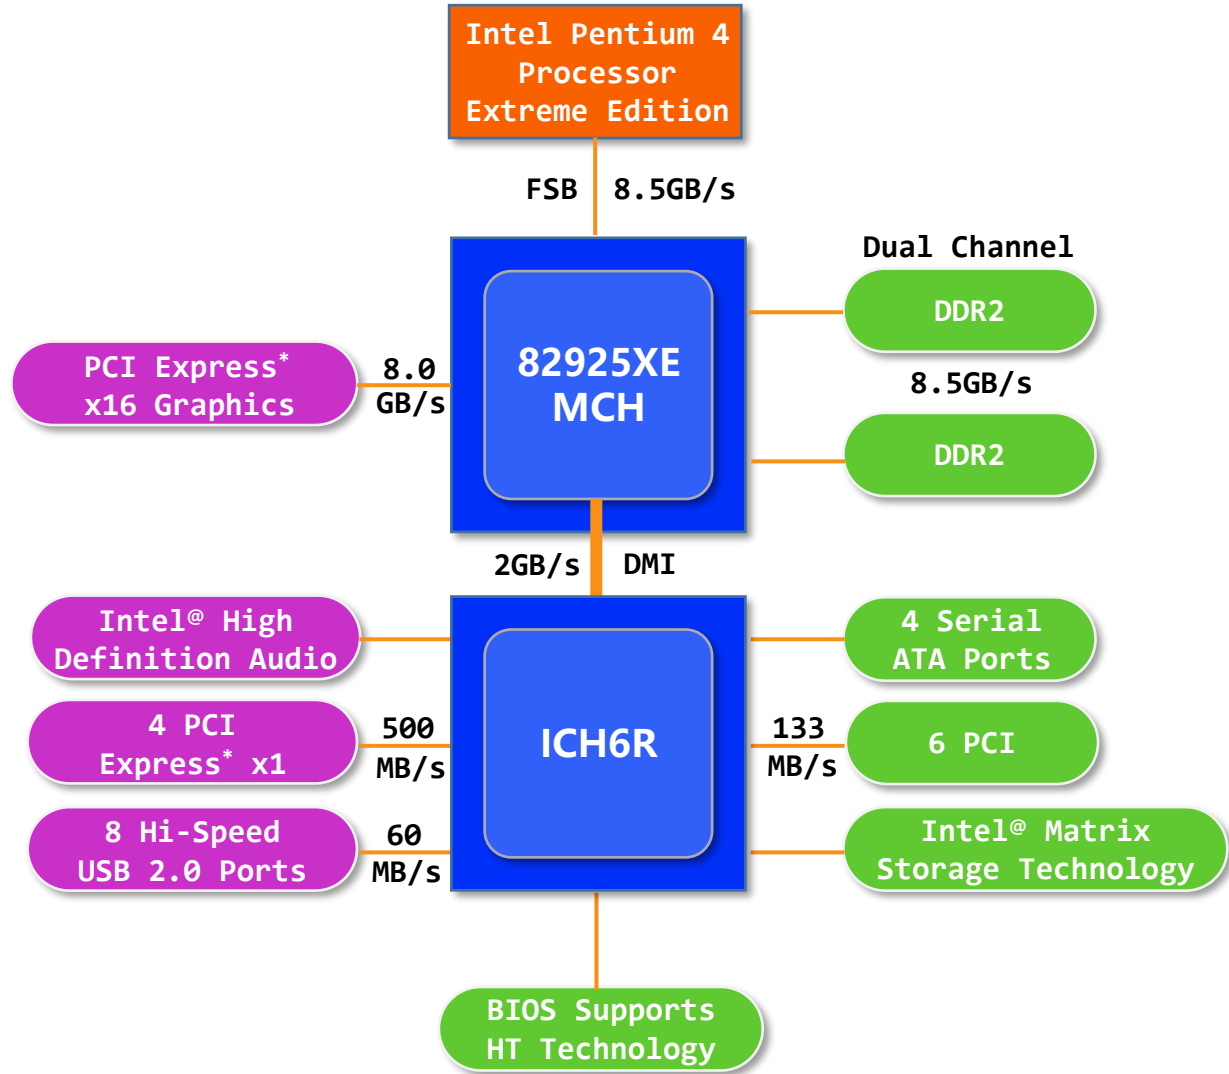 Intel Pentium 4
Processor
Extreme Edition
FSB 8.5GB/s
Dual Channel
DDR2
82925XE
MCH
PCI Express*
x16 Graphics
8.0
GB/s
8.5GB/s
DDR2
2GB/s DMI
Intel@ High
Definition Audio
4 Serial
ATA Ports
4 PCI
Express* x1
500
MB/s
ICH6R
133
MB/s
6 PCI
8 Hi-Speed
USB 2.0 Ports
60
MB/s
Intel@ Matrix
Storage Technology
BIOS Supports
HT Technology